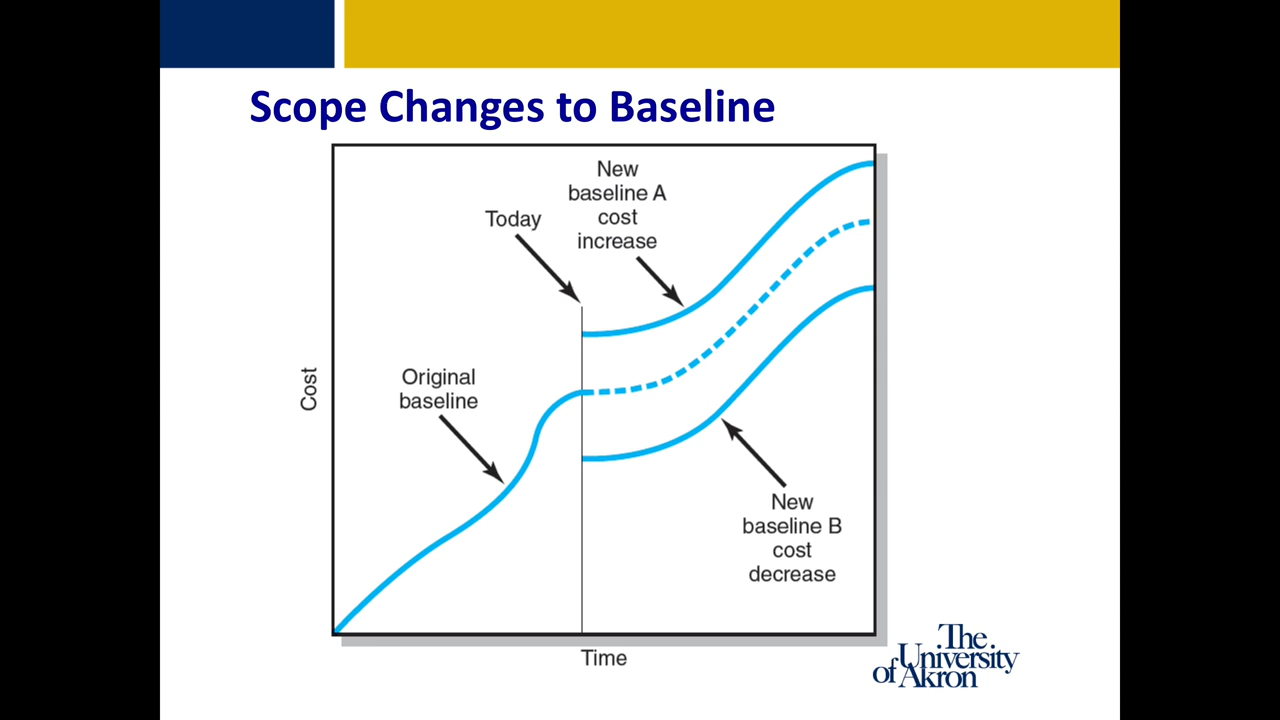 Scope Changes to Baseline
New
baseline A
cost
increase
Today
Original
baseline
Cost
New
baseline B
cost
decrease
Time
The
University
of Akron